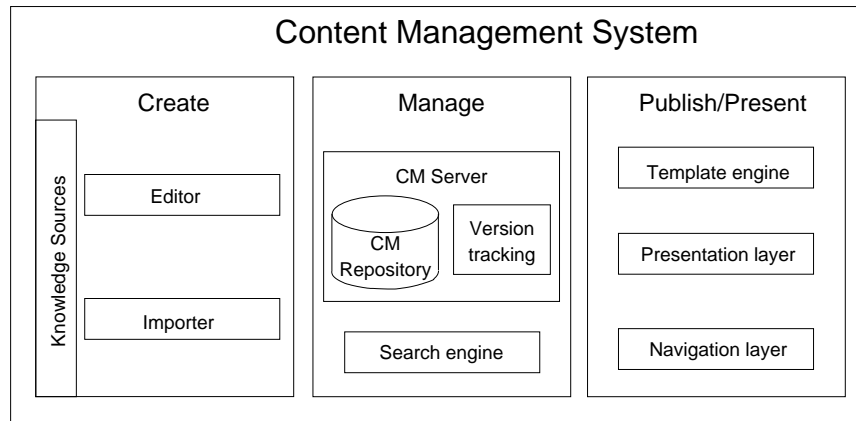 Content Management System
Create
Knowledge Sources
Editor
Importer
Manage
CM Server
CM
Repository
Version
tracking
Search engine
Publish/Present
Template engine
Presentation layer
Navigation layer